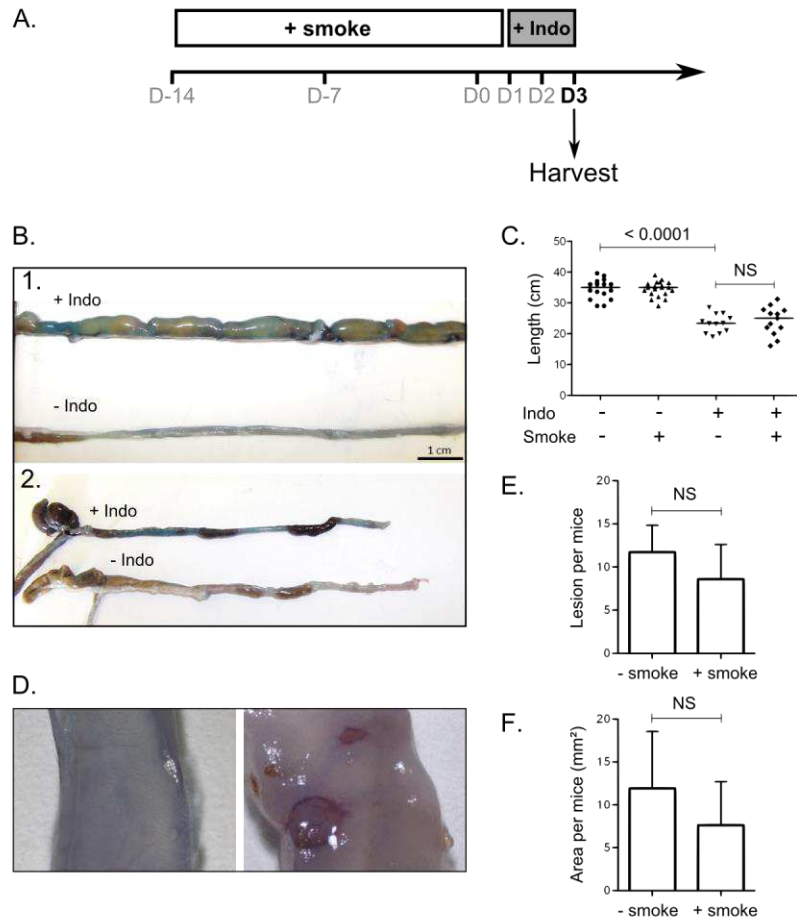 A.
+ smoke
+ Indo
D-14
D-7
D0
D1
D2
D3
Harvest
B.
1.
+ Indo
- Indo
1 cm
2.
+ Indo
- Indo
C.
< 0.0001
NS
Length (cm)
50
40
30
20
10
0
Indo - - + +
Smoke - + - +
D.
E.
NS
Lesion per mice
20
15
10
5
0
- smoke + smoke
F.
NS
Area per mice (mm²)
20
15
10
5
0
- smoke + smoke